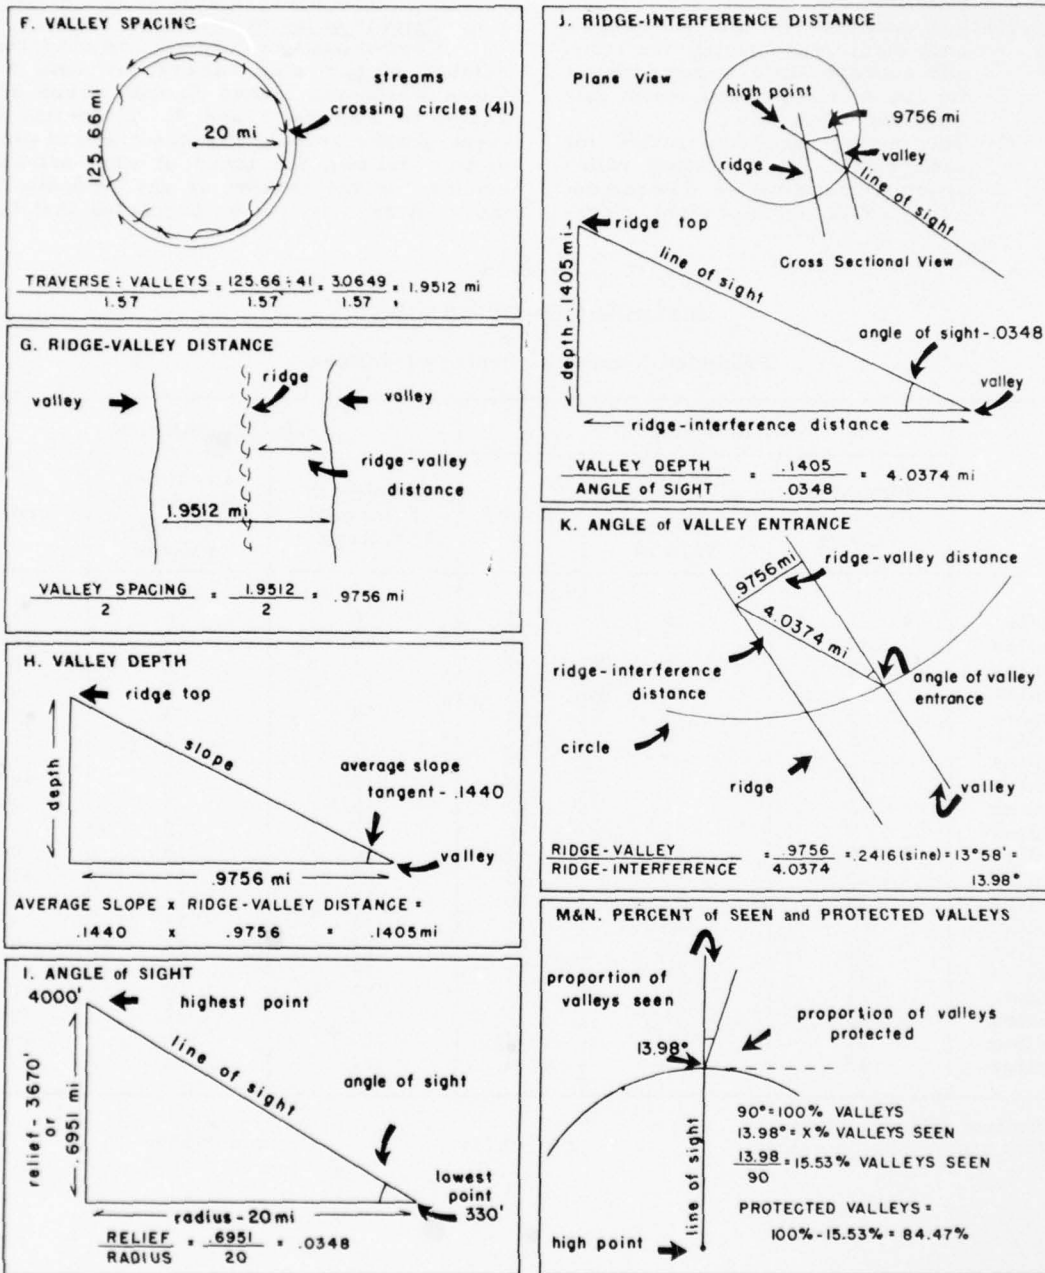 F. VALLEY SPACING
125.66 mi
20 mi
streams
crossing circles (41)
TRAVERSE ÷ VALLEYS = 125.66 ÷ 41 = 3.0649 = 1.9512 mi
1.57 1.57 1.57
G. RIDGE-VALLEY DISTANCE
valley
ridge
valley
ridge-valley
distance
1.9512 mi
VALLEY SPACING = 1.9512 = .9756 mi
2 2
H. VALLEY DEPTH
ridge top
slope
depth
average slope
tangent - .1440
valley
.9756 mi
AVERAGE SLOPE x RIDGE-VALLEY DISTANCE =
.1440 x .9756 = .1405 mi
I. ANGLE of SIGHT
4000'
highest point
relief - 3670'
or
.6951 mi
line of sight
angle of sight
lowest
point
330'
radius - 20 mi
RELIEF = .6951 = .0348
RADIUS 20
J. RIDGE-INTERFERENCE DISTANCE
Plane View
high point
.9756 mi
ridge
valley
line of sight
ridge top
Cross Sectional View
line of sight
depth - .1405 mi
angle of sight - .0348
valley
ridge-interference distance
VALLEY DEPTH = .1405 = 4.0374 mi
ANGLE of SIGHT .0348
K. ANGLE of VALLEY ENTRANCE
.9756 mi
ridge-valley distance
4.0374 mi
ridge-interference
distance
angle of valley
entrance
circle
ridge
valley
RIDGE-VALLEY = .9756 = .2416 (sine) = 13°58' =
RIDGE-INTERFERENCE 4.0374
13.98°
M&N. PERCENT of SEEN and PROTECTED VALLEYS
proportion of
valleys seen
proportion of valleys
protected
13.98°
line of sight
90° = 100% VALLEYS
13.98° = X% VALLEYS SEEN
13.98 = 15.53% VALLEYS SEEN
90
PROTECTED VALLEYS =
100% - 15.53% = 84.47%
high point